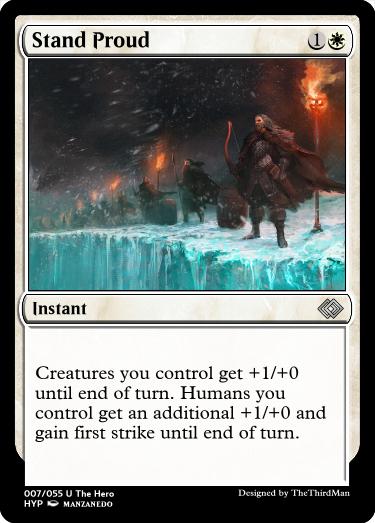 Stand Proud 1
Instant
Creatures you control get +1/+0
until end of turn. Humans you
control get an additional +1/+0 and
gain first strike until end of turn.
007/055 U The Hero
HYP MANZANEDO
Designed by TheThirdMan